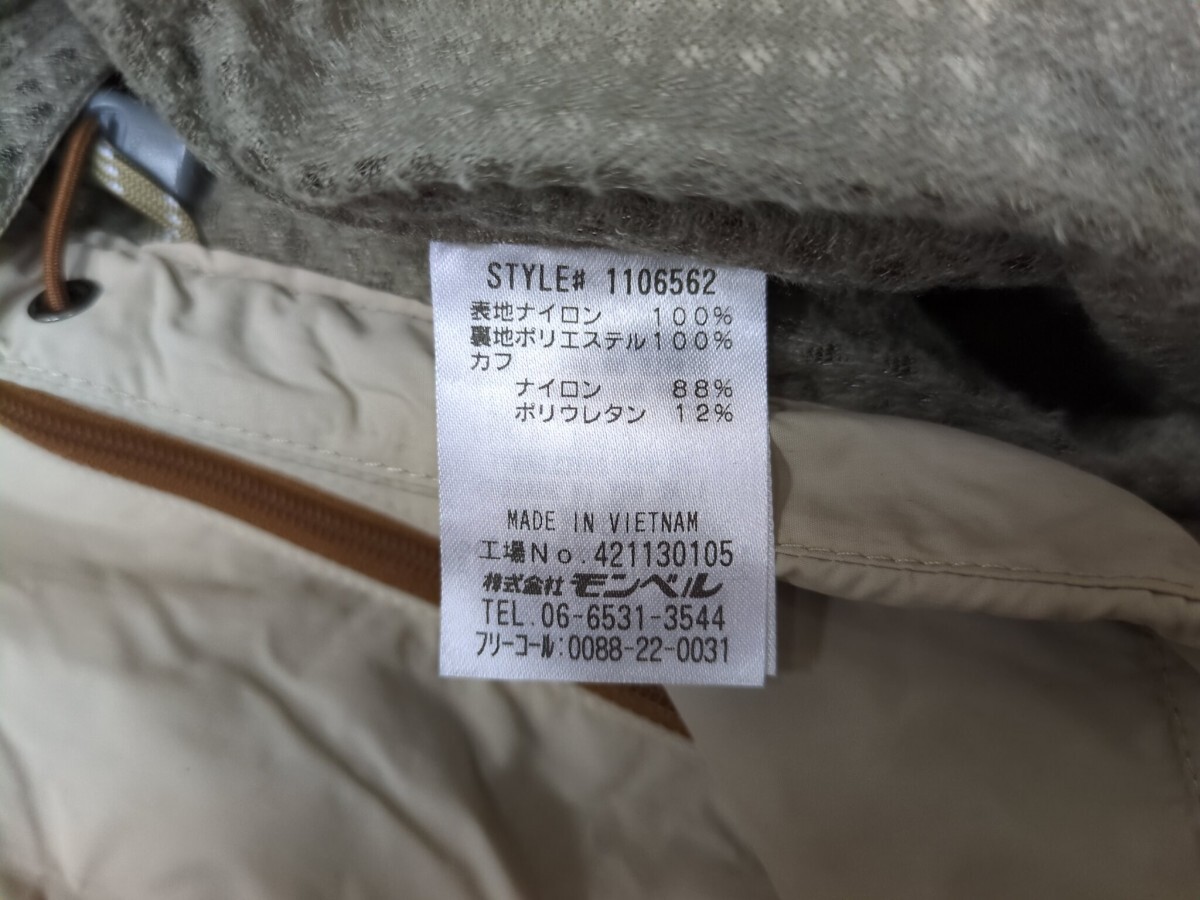 STYLE# 1106562
表地ナイロン 100%
裏地ポリエステル100%
カフ
ナイロン 88%
ポリウレタン 12%
MADE IN VIETNAM
工場No.421130105
株式会社モンベル
TEL.06-6531-3544
フリーコール:0088-22-0031